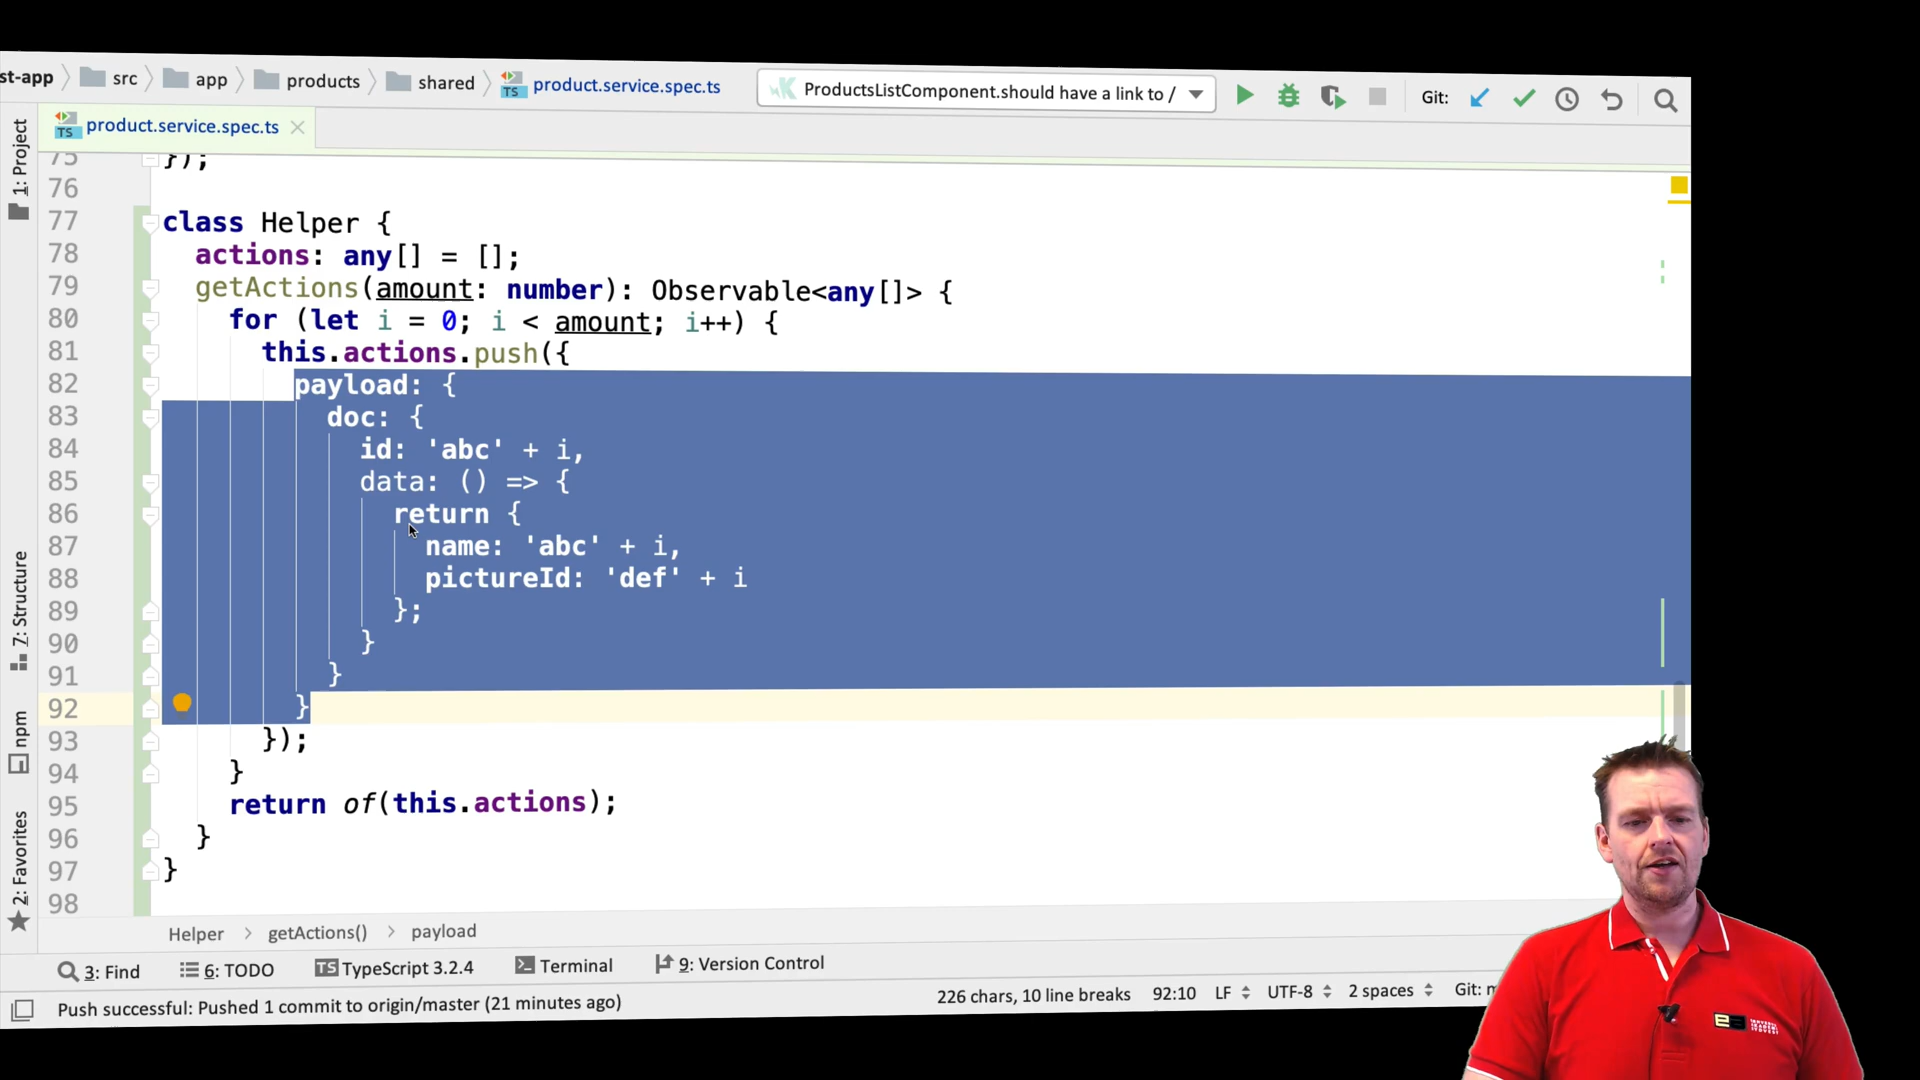 st-app src app products shared product.service.spec.ts ProductsListComponent.should have a link to / Git:
product.service.spec.ts
1: Project
7: Structure
npm
2: Favorites
75 });
76
77 class Helper {
78 actions: any[] = [];
79 getActions(amount: number): Observable<any[]> {
80 for (let i = 0; i < amount; i++) {
81 this.actions.push({
82 payload: {
83 doc: {
84 id: 'abc' + i,
85 data: () => {
86 return {
87 name: 'abc' + i,
88 pictureId: 'def' + i
89 };
90 }
91 }
92 }
93 });
94 }
95 return of(this.actions);
96 }
97 }
98
Helper > getActions() > payload
3: Find 6: TODO TS TypeScript 3.2.4 Terminal 9: Version Control
Push successful: Pushed 1 commit to origin/master (21 minutes ago) 226 chars, 10 line breaks 92:10 LF UTF-8 2 spaces Git: